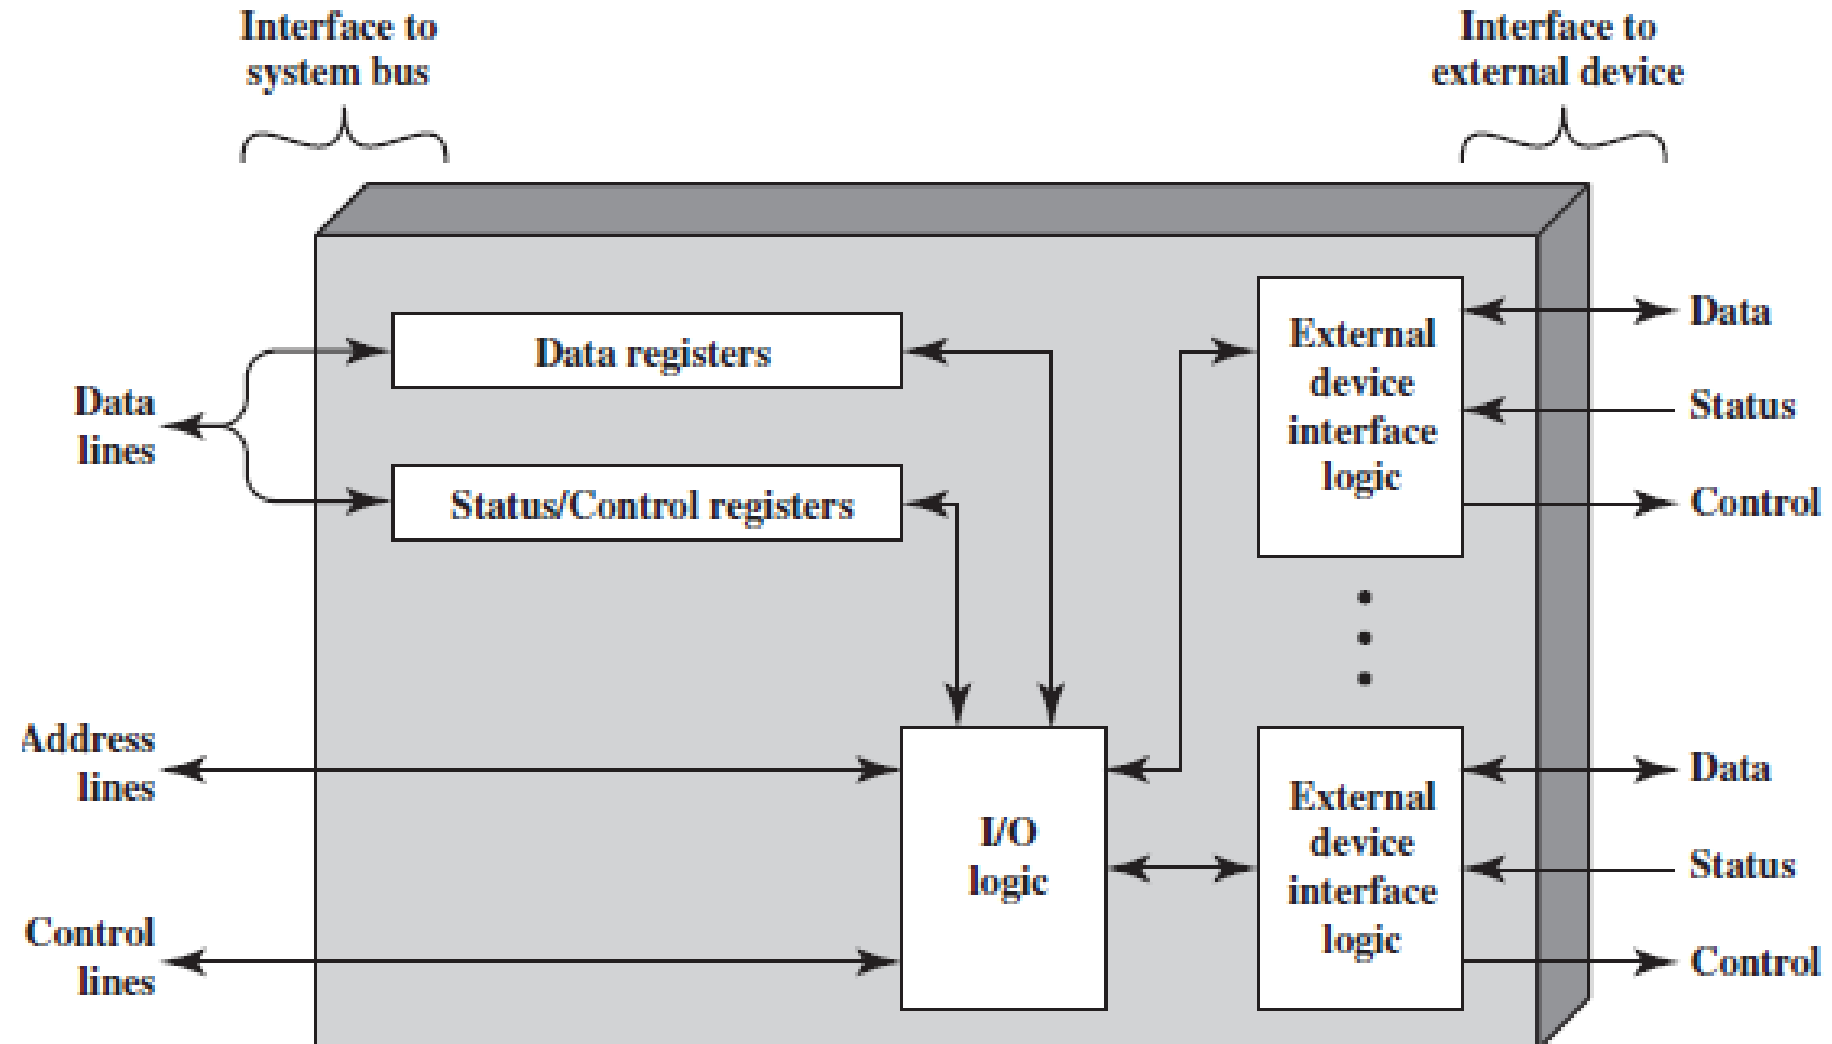 Interface to
system bus
Interface to
external device
Data registers
Status/Control registers
Data
lines
Address
lines
Control
lines
I/O
logic
External
device
interface
logic
Data
Status
Control
External
device
interface
logic
Data
Status
Control